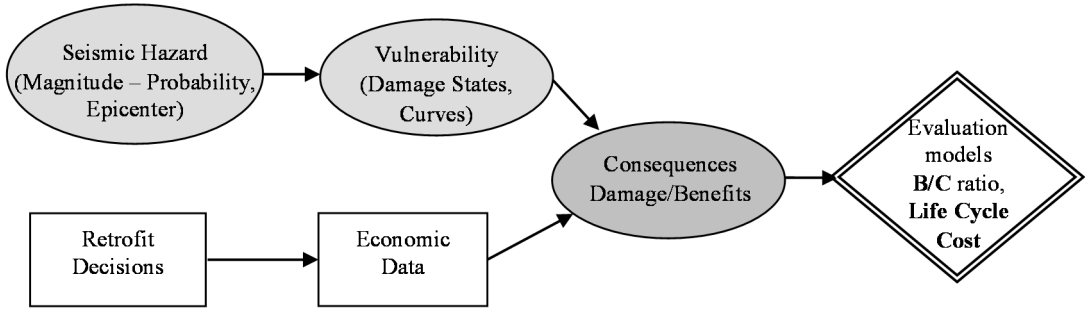 Seismic Hazard
(Magnitude – Probability,
Epicenter)
Vulnerability
(Damage States,
Curves)
Consequences
Damage/Benefits
Evaluation
models
B/C ratio,
Life Cycle
Cost
Retrofit
Decisions
Economic
Data